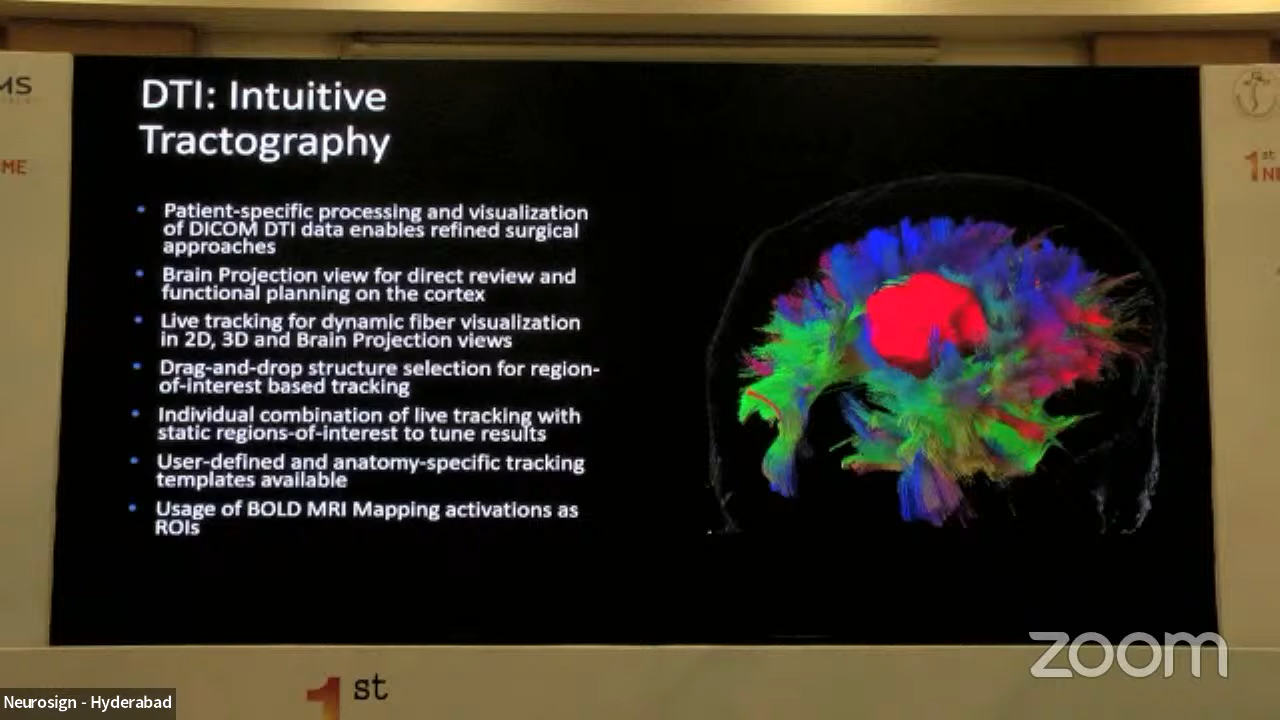 DTI: Intuitive
Tractography
MS
ME
1st
• Patient-specific processing and visualization
of DICOM DTI data enables refined surgical
approaches
• Brain Projection view for direct review and
functional planning on the cortex
• Live tracking for dynamic fiber visualization
in 2D, 3D and Brain Projection views
• Drag-and-drop structure selection for region-
of-interest based tracking
• Individual combination of live tracking with
static regions-of-interest to tune results
• User-defined and anatomy-specific tracking
templates available
• Usage of BOLD MRI Mapping activations as
ROIs
zoom
1st
Neurosign - Hyderabad